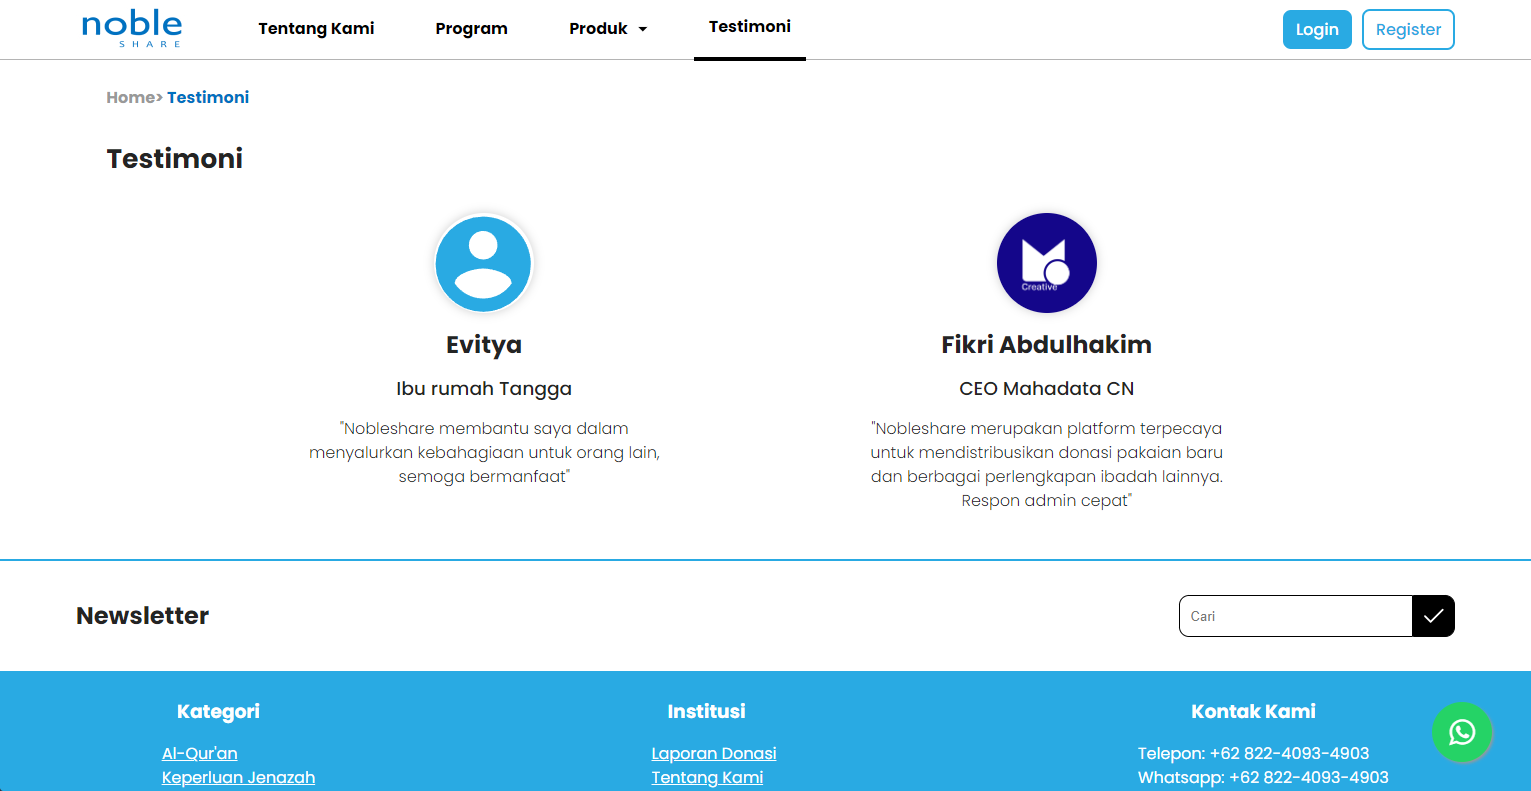 noble
SHARE
Tentang Kami
Program
Produk
Testimoni
Login
Register
Home> Testimoni
Testimoni
Creative
Evitya
Ibu rumah Tangga
"Nobleshare membantu saya dalam
menyalurkan kebahagiaan untuk orang lain,
semoga bermanfaat"
Fikri Abdulhakim
CEO Mahadata CN
"Nobleshare merupakan platform terpecaya
untuk mendistribusikan donasi pakaian baru
dan berbagai perlengkapan ibadah lainnya.
Respon admin cepat"
Newsletter
Cari
Kategori
Al-Qur'an
Keperluan Jenazah
Institusi
Laporan Donasi
Tentang Kami
Kontak Kami
Telepon: +62 822-4093-4903
Whatsapp: +62 822-4093-4903